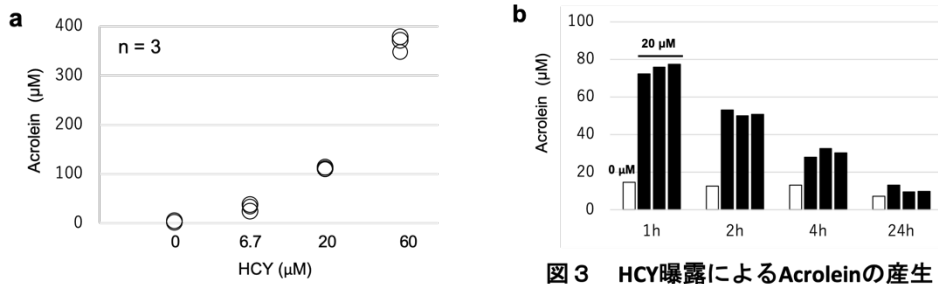 a
n = 3
Acrolein (μM)
400
300
200
100
0
0 6.7 20 60
HCY (μM)
b
Acrolein (μM)
100
80
60
40
20
0
20 μM
0 μM
1h 2h 4h 24h
図３　HCY曝露によるAcroleinの産生